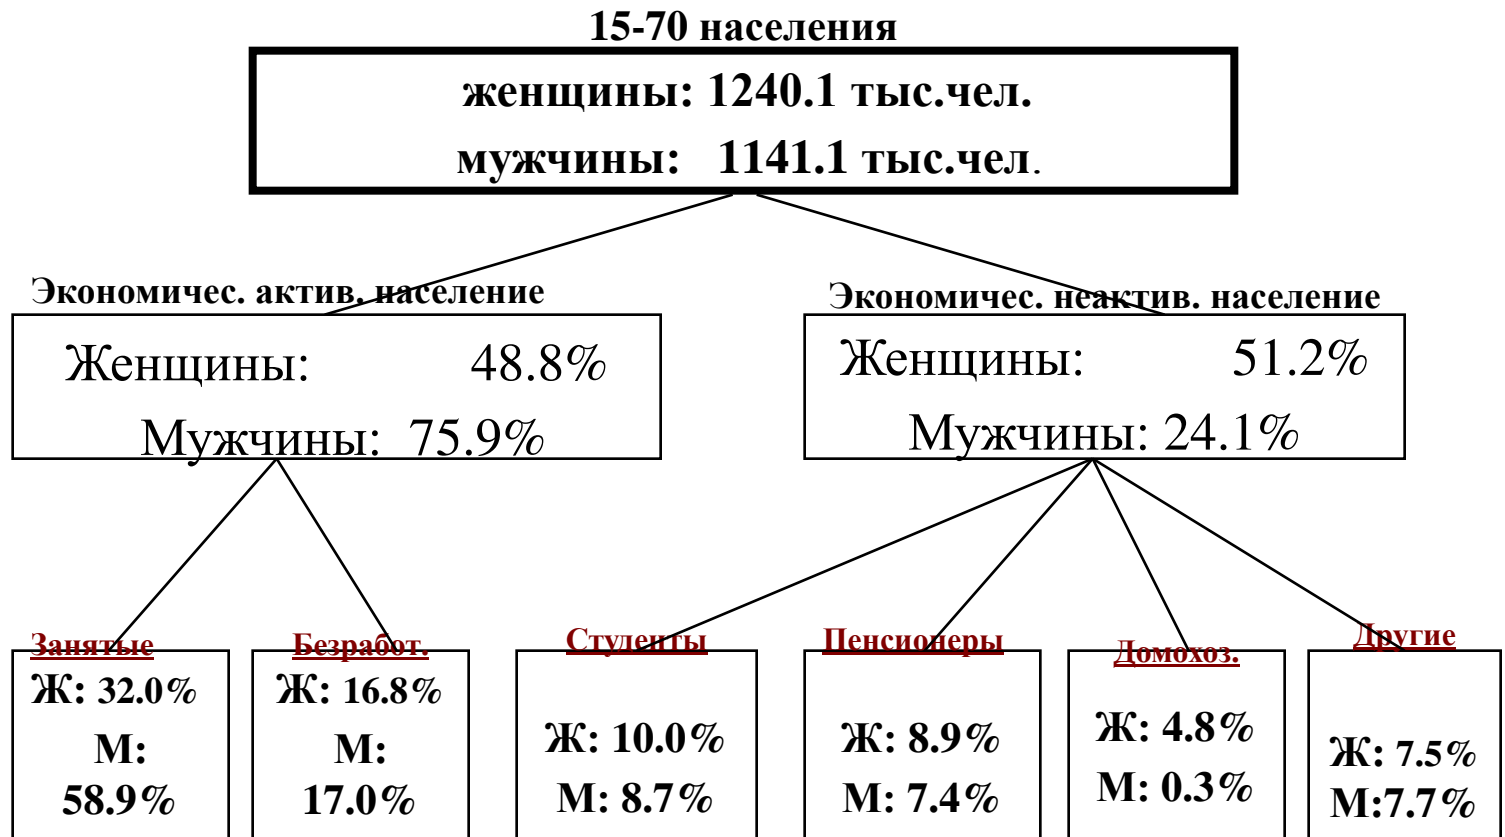 15-70 населения
женщины: 1240.1 тыс.чел.
мужчины: 1141.1 тыс.чел.
Экономичес. актив. население
Женщины: 48.8%
Мужчины: 75.9%
Экономичес. неактив. население
Женщины: 51.2%
Мужчины: 24.1%
Занятые
Ж: 32.0%
М:
58.9%
Безработ.
Ж: 16.8%
М:
17.0%
Студенты
Ж: 10.0%
М: 8.7%
Пенсионеры
Ж: 8.9%
М: 7.4%
Домохоз.
Ж: 4.8%
М: 0.3%
Другие
Ж: 7.5%
М:7.7%